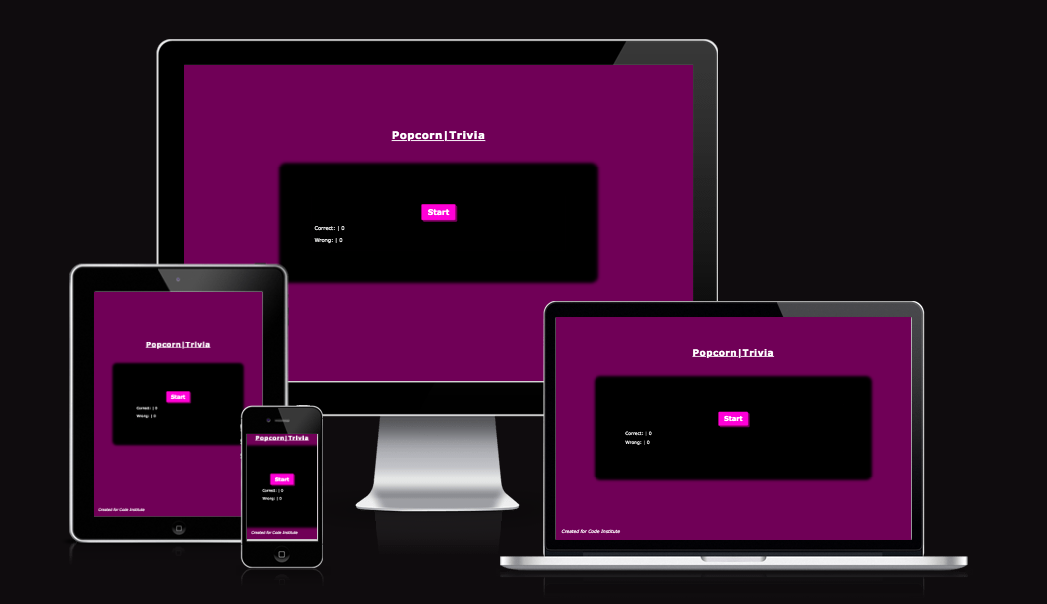 Popcorn|Trivia
Start
Correct: | 0
Wrong: | 0
Popcorn|Trivia
Start
Correct: | 0
Wrong: | 0
Created for Code Institute
Popcorn|Trivia
Start
Correct: | 0
Wrong: | 0
Created for Code Institute
Popcorn|Trivia
Start
Correct: | 0
Wrong: | 0
Created for Code Institute